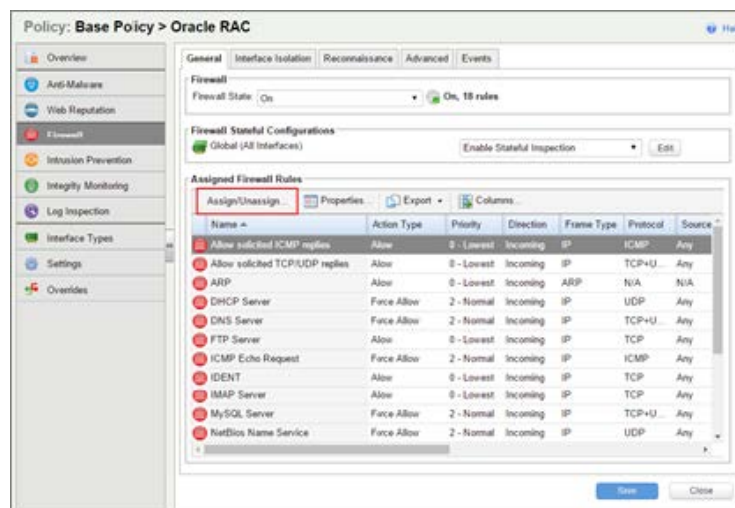 Policy: Base Policy > Oracle RAC
Overview
Anti-Malware
Web Reputation
Firewall
Intrusion Prevention
Integrity Monitoring
Log Inspection
Interface Types
Settings
Overrides
General Interface Isolation Reconnaissance Advanced Events
Firewall
Firewall State: On On, 18 rules
Firewall Stateful Configurations
Global (All Interfaces) Enable Stateful Inspection Edit
Assigned Firewall Rules
Assign/Unassign... Properties... Export Columns...
Name Action Type Priority Direction Frame Type Protocol Source
Allow solicited ICMP replies Allow 0 - Lowest Incoming IP ICMP Any
Allow solicited TCP/UDP replies Allow 0 - Lowest Incoming IP TCP+U... Any
ARP Allow 0 - Lowest Incoming ARP N/A N/A
DHCP Server Force Allow 2 - Normal Incoming IP UDP Any
DNS Server Force Allow 2 - Normal Incoming IP TCP+U... Any
FTP Server Allow 0 - Lowest Incoming IP TCP Any
ICMP Echo Request Force Allow 2 - Normal Incoming IP ICMP Any
IDENT Allow 0 - Lowest Incoming IP TCP Any
IMAP Server Allow 0 - Lowest Incoming IP TCP Any
MySQL Server Force Allow 2 - Normal Incoming IP TCP+U... Any
NetBios Name Service Force Allow 2 - Normal Incoming IP UDP Any
Save Close